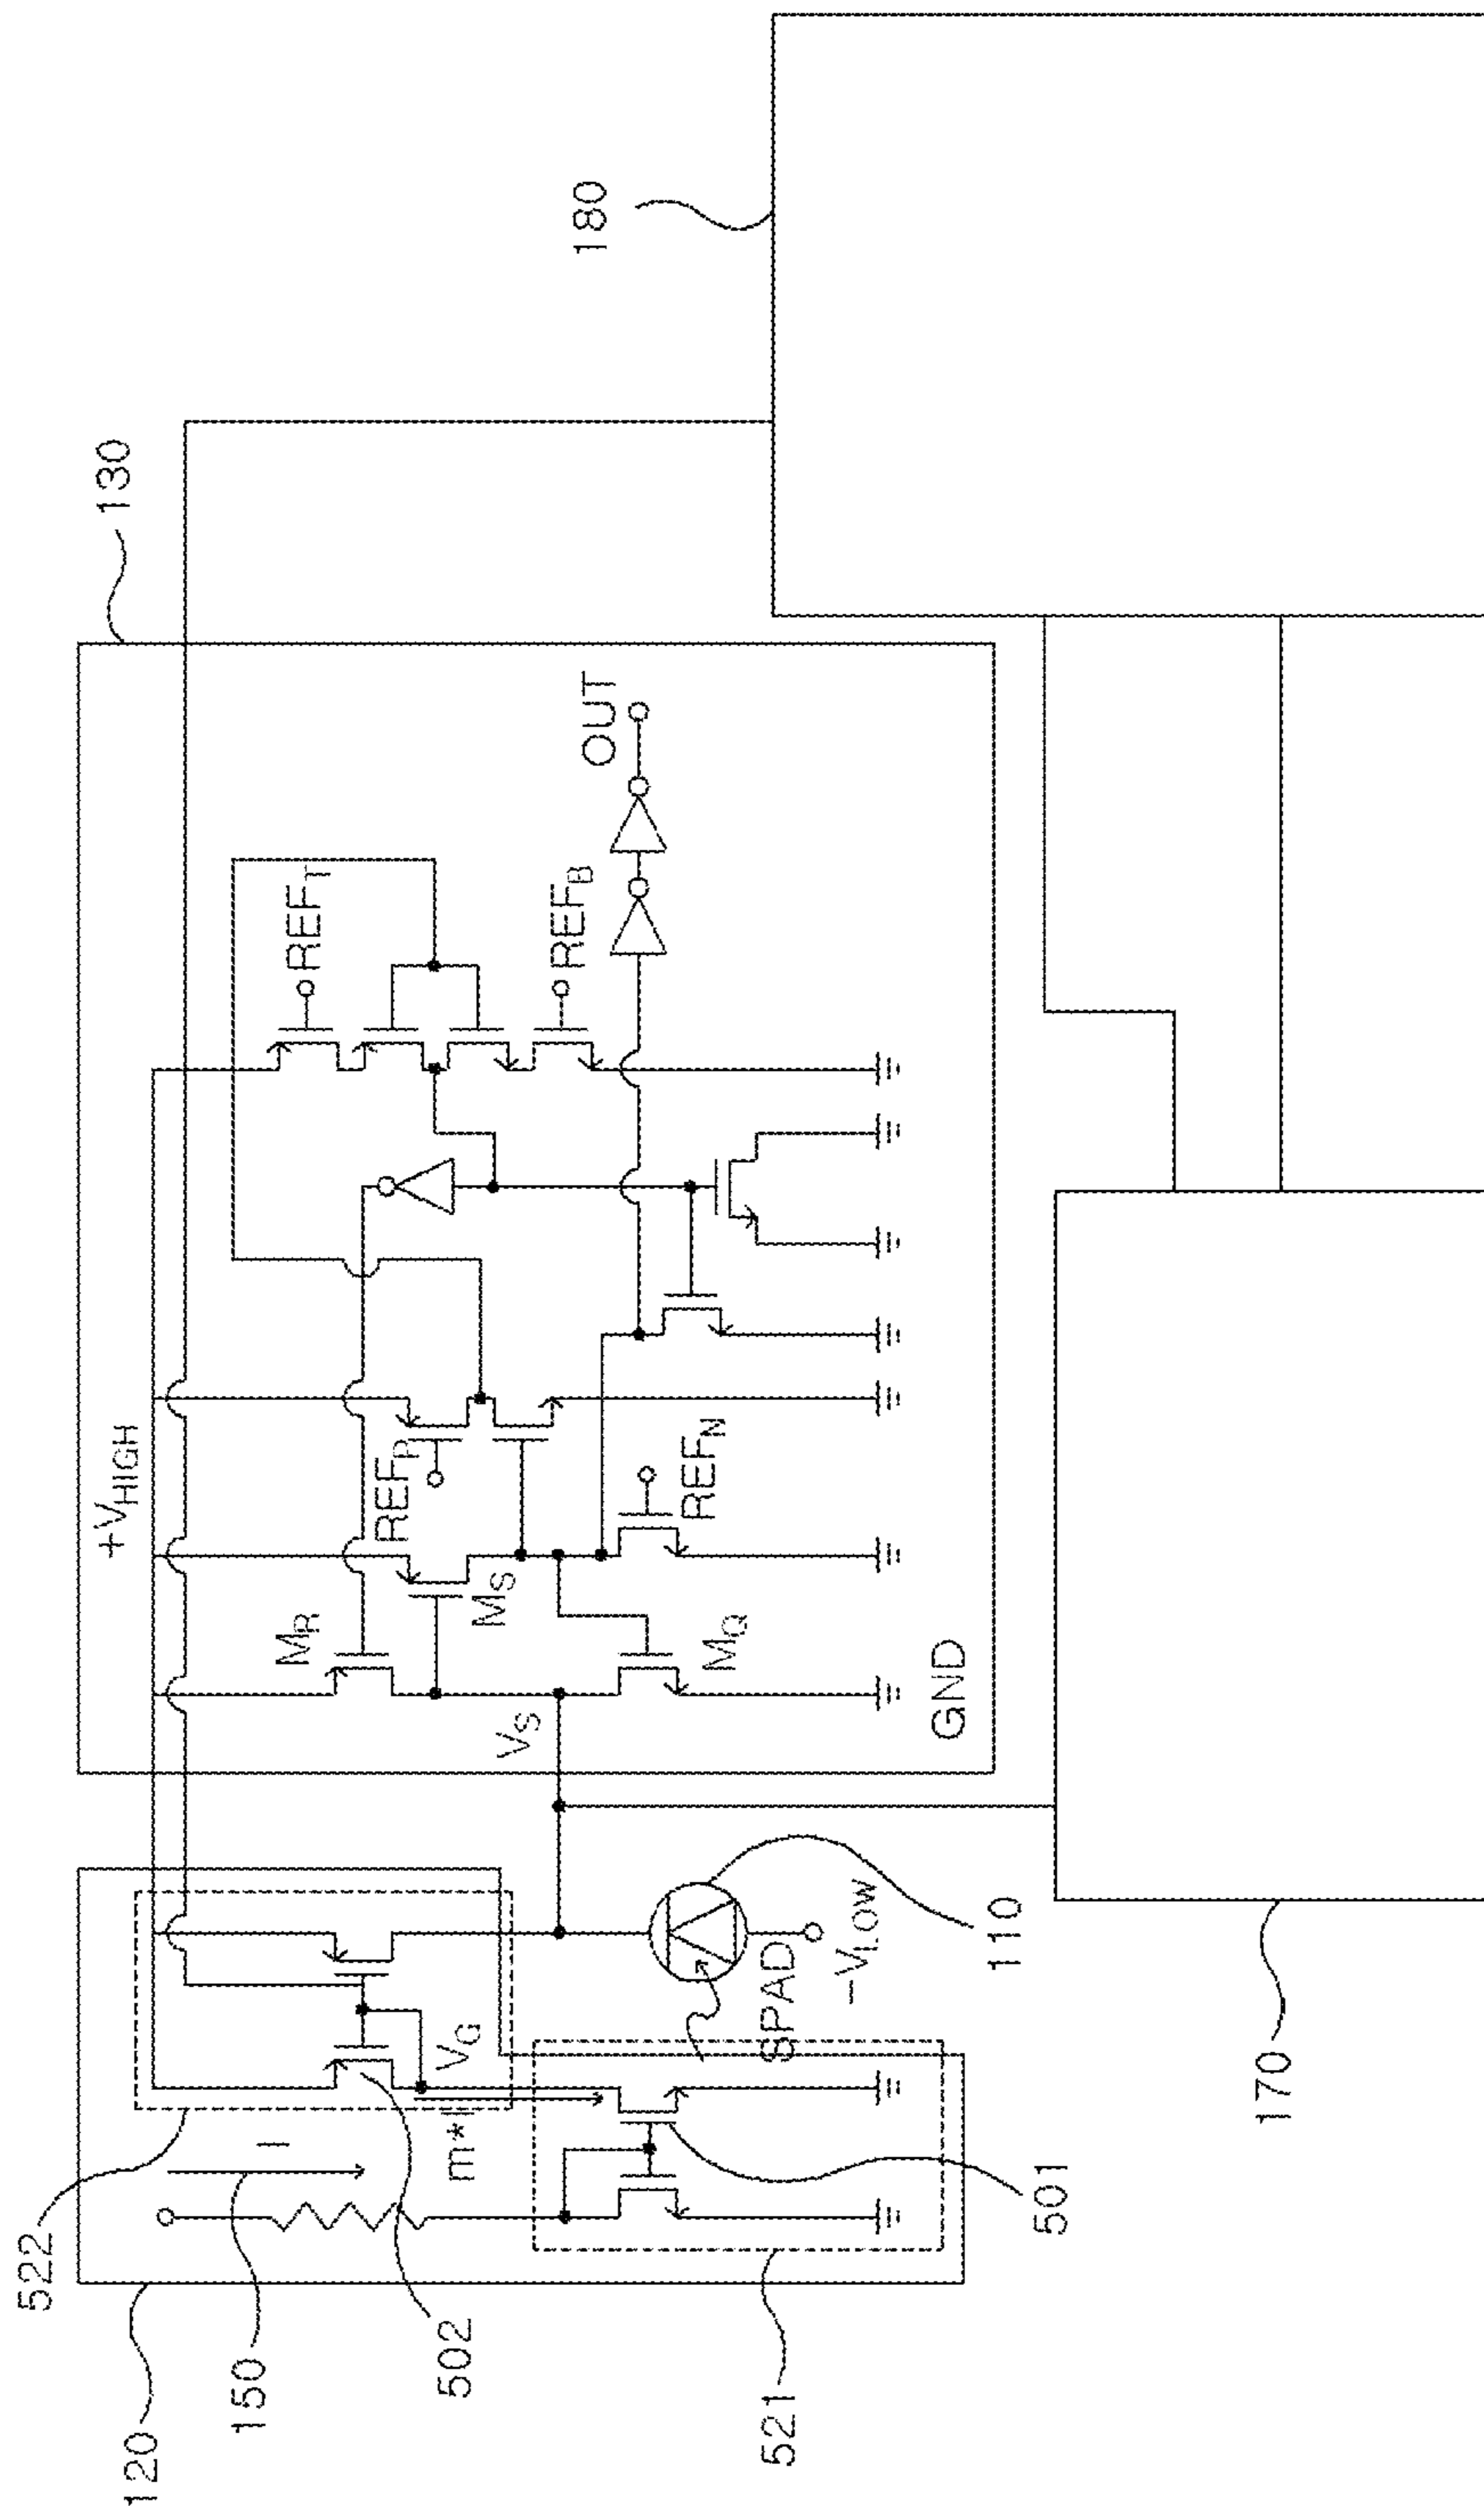 120
522
150
I
502
m*I
V_G
521
501
SPAD
-V_LOW
110
170
130
+V_HIGH
M_R
M_S
V_S
M_Q
REF_P
REF_N
GND
REF_T
REF_B
OUT
180